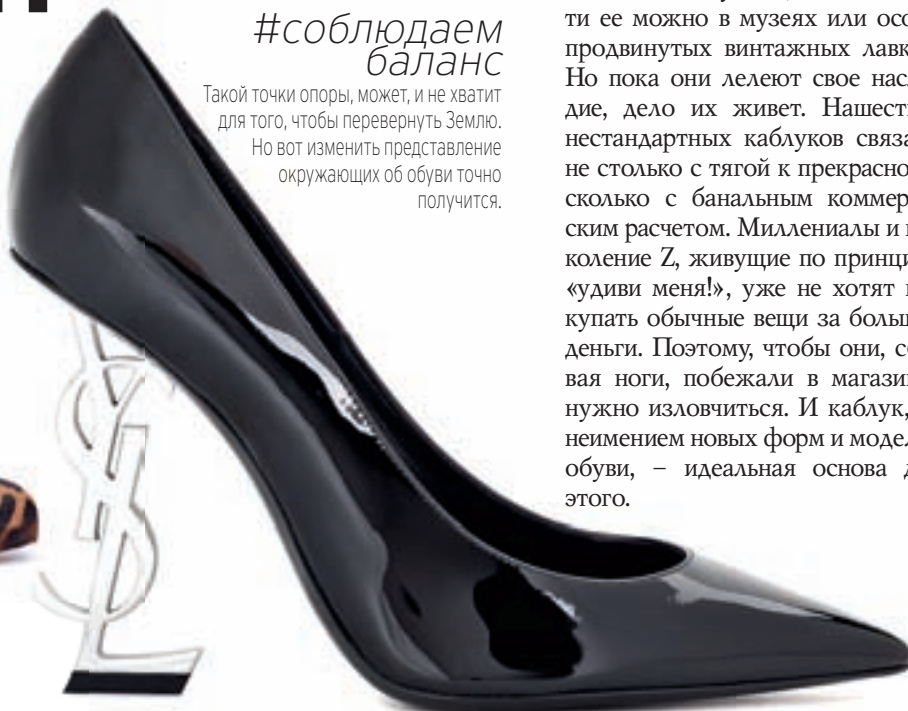 #соблюдаем
баланс
Такой точки опоры, может, и не хватит
для того, чтобы перевернуть Землю.
Но вот изменить представление
окружающих об обуви точно
получится.
ти ее можно в музеях или осо
продвинутых винтажных лавк
Но пока они лелеют свое насл
дие, дело их живет. Нашест
нестандартных каблуков связа
не столько с тягой к прекрасно
сколько с банальным коммер
ским расчетом. Миллениалы и
коление Z, живущие по принци
«удиви меня!», уже не хотят
купать обычные вещи за больш
деньги. Поэтому, чтобы они, с
вая ноги, побежали в магази
нужно изловчиться. И каблук,
неимением новых форм и модел
обуви, – идеальная основа д
этого.
YSL